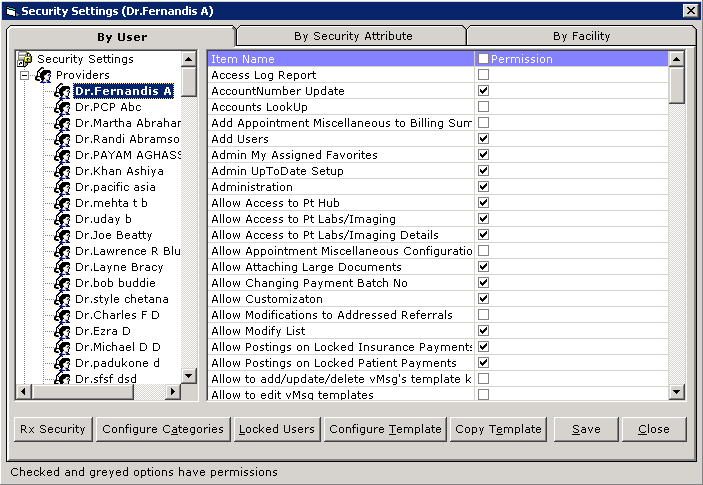 Security Settings (Dr.Fernandis A)
By User
By Security Attribute
By Facility
Security Settings
Providers
Dr.Fernandis A
Dr.PCP Abc
Dr.Martha Abrahar
Dr.Randi Abramso
Dr.PAYAM AGHASS
Dr.Khan Ashiya
Dr.pacific asia
Dr.mehta t b
Dr.uday b
Dr.Joe Beatty
Dr.Lawrence R Blu
Dr.Layne Bracy
Dr.bob buddie
Dr.style chetana
Dr.Charles F D
Dr.Ezra D
Dr.Michael D D
Dr.padukone d
Dr.sfsf dsd
Item Name Permission
Access Log Report
AccountNumber Update
Accounts LookUp
Add Appointment Miscellaneous to Billing Sum
Add Users
Admin My Assigned Favorites
Admin UpToDate Setup
Administration
Allow Access to Pt Hub
Allow Access to Pt Labs/Imaging
Allow Access to Pt Labs/Imaging Details
Allow Appointment Miscellaneous Configuratio
Allow Attaching Large Documents
Allow Changing Payment Batch No
Allow Customizaton
Allow Modifications to Addressed Referrals
Allow Modify List
Allow Postings on Locked Insurance Payments
Allow Postings on Locked Patient Payments
Allow to add/update/delete vMsg's template k
Allow to edit vMsg templates
Rx Security
Configure Categories
Locked Users
Configure Template
Copy Template
Save
Close
Checked and greyed options have permissions